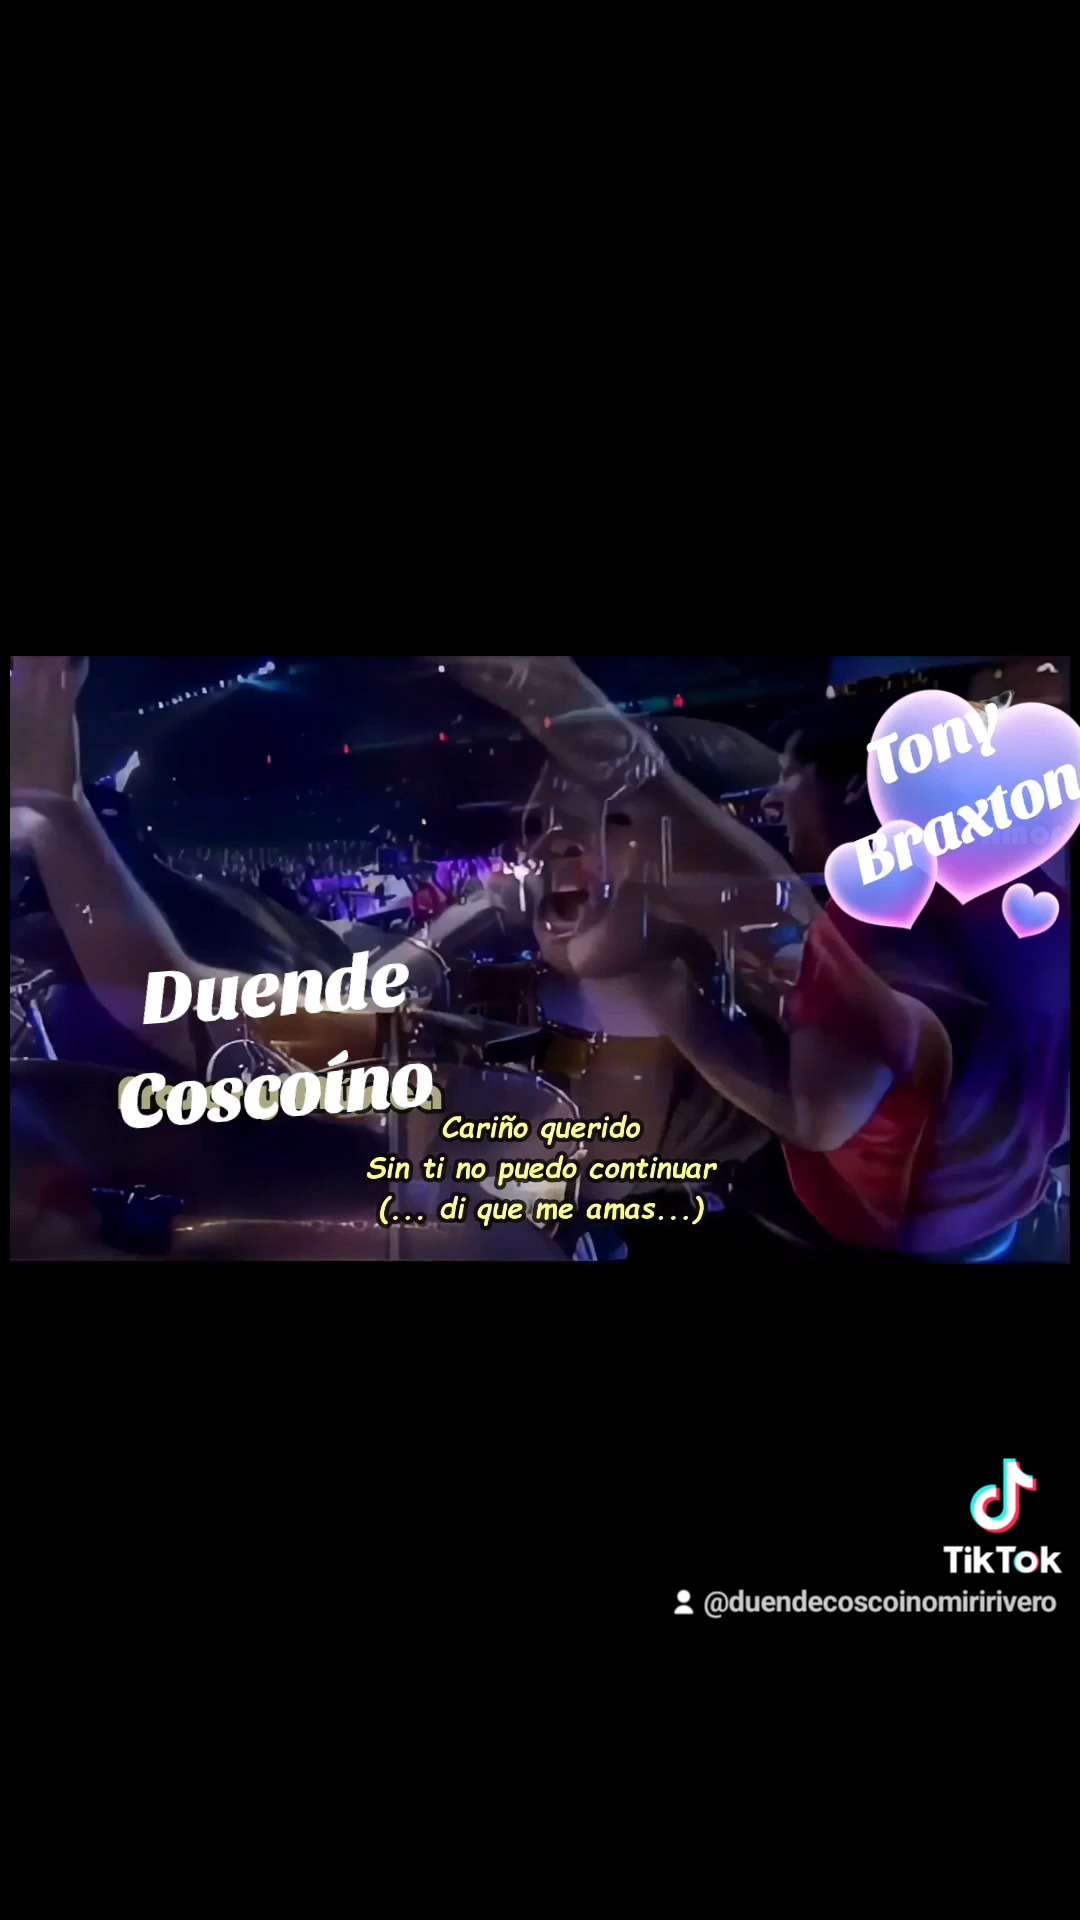 Tony
Braxton
Duende
Coscoíno
Cariño querido
Sin ti no puedo continuar
(... di que me amas...)
TikTok
@duendecoscoinomiririvero